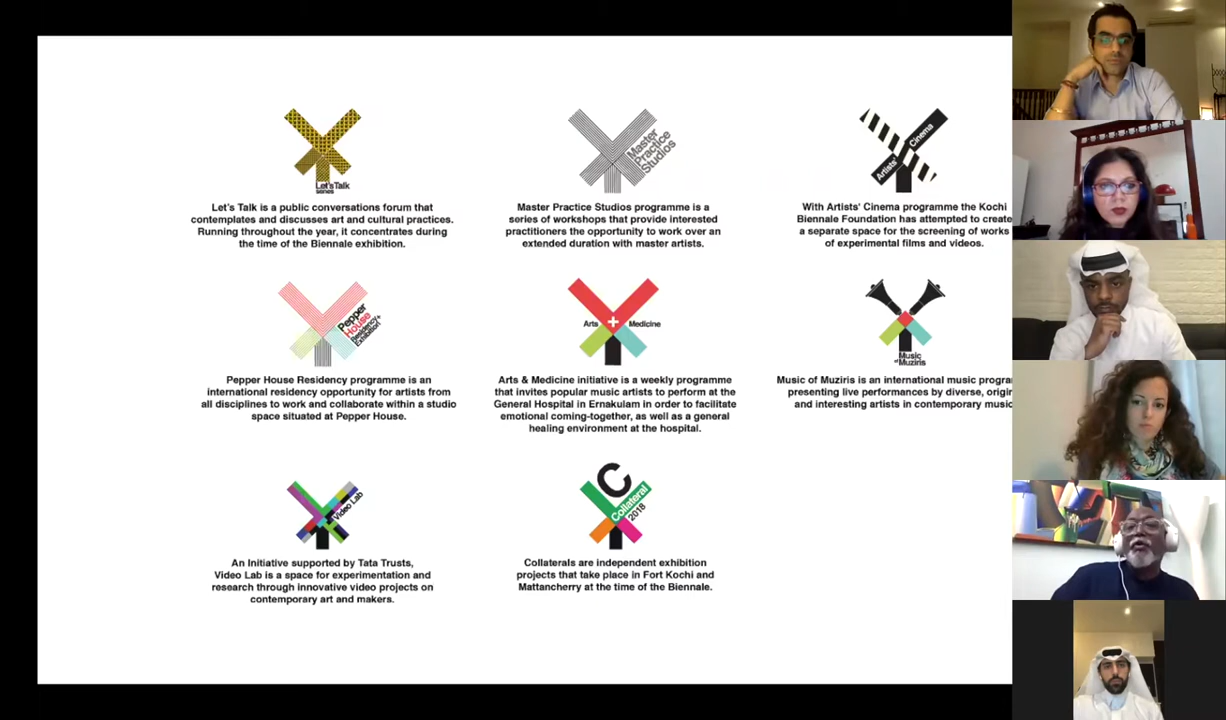 Let's Talk
series
Let's Talk is a public conversations forum that
contemplates and discusses art and cultural practices.
Running throughout the year, it concentrates during
the time of the Biennale exhibition.
Master
Practice
Studios
Master Practice Studios programme is a
series of workshops that provide interested
practitioners the opportunity to work over an
extended duration with master artists.
Artists' Cinema
With Artists' Cinema programme the Kochi
Biennale Foundation has attempted to create
a separate space for the screening of works
of experimental films and videos.
Pepper
House
Residency+
Exhibition
Pepper House Residency programme is an
international residency opportunity for artists from
all disciplines to work and collaborate within a studio
space situated at Pepper House.
Arts + Medicine
Arts & Medicine initiative is a weekly programme
that invites popular music artists to perform at the
General Hospital in Ernakulam in order to facilitate
emotional coming-together, as well as a general
healing environment at the hospital.
Music
of Muziris
Music of Muziris is an international music program
presenting live performances by diverse, origin
and interesting artists in contemporary music
Video Lab
An Initiative supported by Tata Trusts,
Video Lab is a space for experimentation and
research through innovative video projects on
contemporary art and makers.
C
Collateral
2018
Collaterals are independent exhibition
projects that take place in Fort Kochi and
Mattancherry at the time of the Biennale.